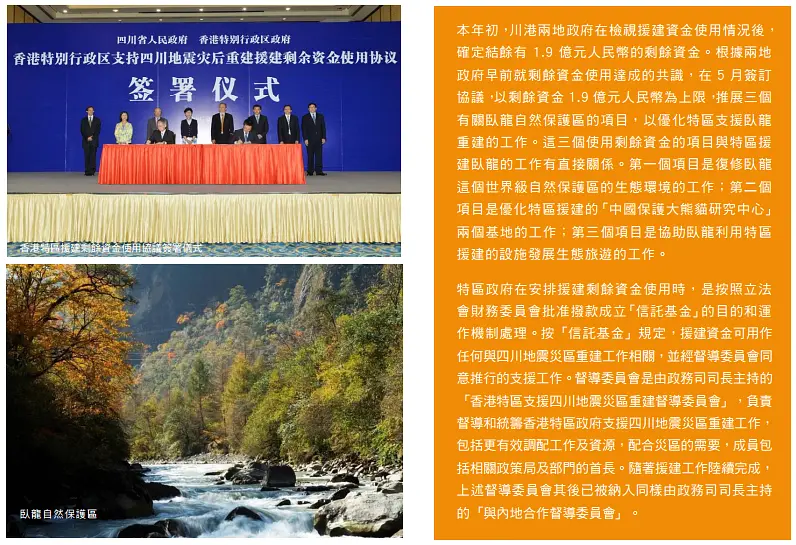 四川省人民政府　香港特別行政区政府
香港特别行政区支持四川地震灾后重建援建剩余资金使用协议
签署仪式
香港特區援建剩餘資金使用協議簽署儀式
臥龍自然保護區
本年初，川港兩地政府在檢視援建資金使用情況後，
確定結餘有 1.9 億元人民幣的剩餘資金。根據兩地
政府早前就剩餘資金使用達成的共識，在 5 月簽訂
協議，以剩餘資金 1.9 億元人民幣為上限，推展三個
有關臥龍自然保護區的項目，以優化特區支援臥龍
重建的工作。這三個使用剩餘資金的項目與特區援
建臥龍的工作有直接關係。第一個項目是復修臥龍
這個世界級自然保護區的生態環境的工作；第二個
項目是優化特區援建的「中國保護大熊貓研究中心」
兩個基地的工作；第三個項目是協助臥龍利用特區
援建的設施發展生態旅遊的工作。
特區政府在安排援建剩餘資金使用時，是按照立法
會財務委員會批准撥款成立「信託基金」的目的和運
作機制處理。按「信託基金」規定，援建資金可用作
任何與四川地震災區重建工作相關，並經督導委員會同
意推行的支援工作。督導委員會是由政務司司長主持的
「香港特區支援四川地震災區重建督導委員會」，負責
督導和統籌香港特區政府支援四川地震災區重建工作，
包括更有效調配工作及資源，配合災區的需要，成員包
括相關政策局及部門的首長。隨著援建工作陸續完成，
上述督導委員會其後已被納入同樣由政務司司長主持
的「與內地合作督導委員會」。